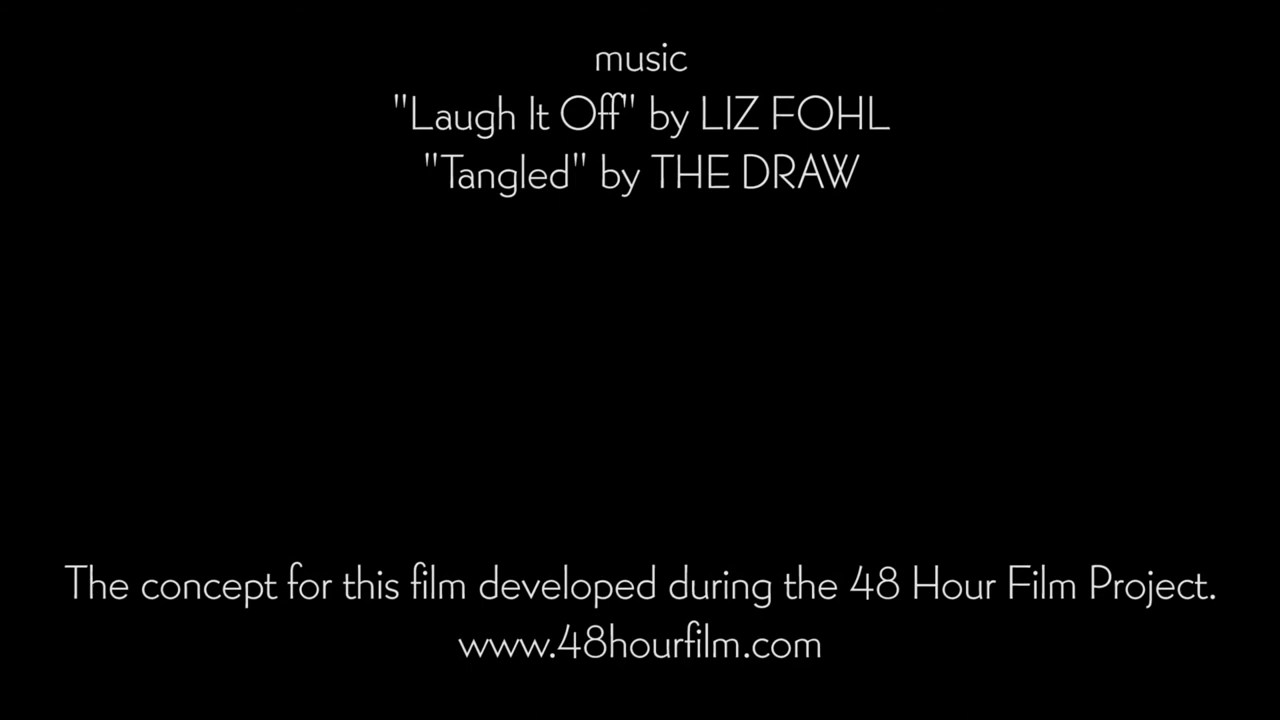 music
"Laugh It Off" by LIZ FOHL
"Tangled" by THE DRAW
The concept for this film developed during the 48 Hour Film Project.
www.48hourfilm.com